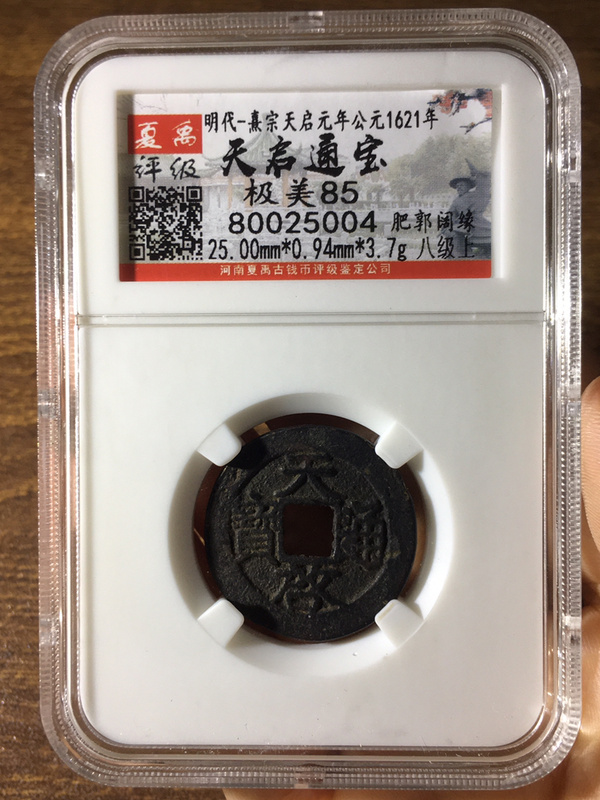 夏禹
评级
明代-熹宗天启元年公元1621年
天启通宝
极美85
80025004 肥郭阔缘
25.00mm*0.94mm*3.7g 八级上
河南夏禹古钱币评级鉴定公司
天啟通寶